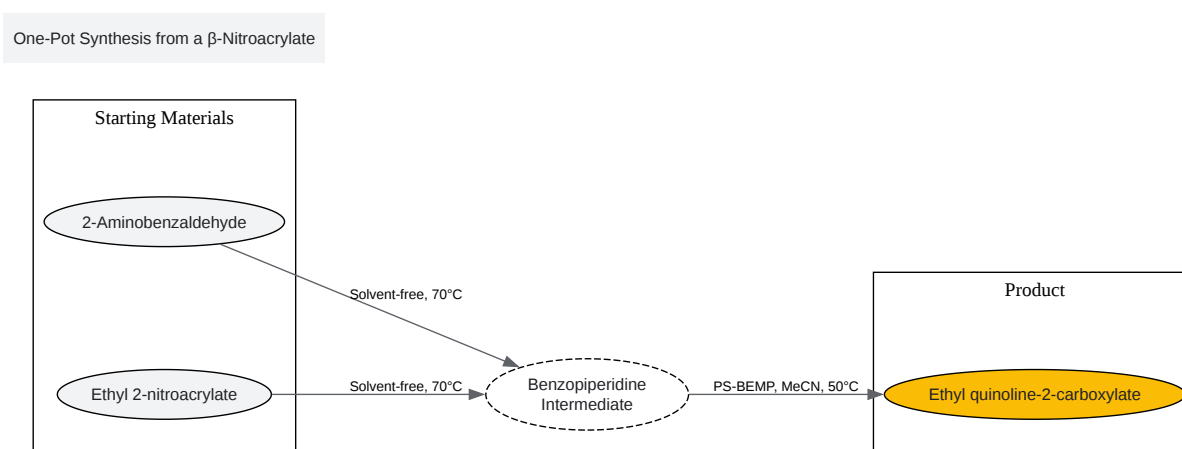 One-Pot Synthesis from a β-Nitroacrylate
Starting Materials
2-Aminobenzaldehyde
Solvent-free, 70°C
Product
Ethyl 2-nitroacrylate
Solvent-free, 70°C
Benzopiperidine
Intermediate
PS-BEMP, MeCN, 50°C
Ethyl quinoline-2-carboxylate